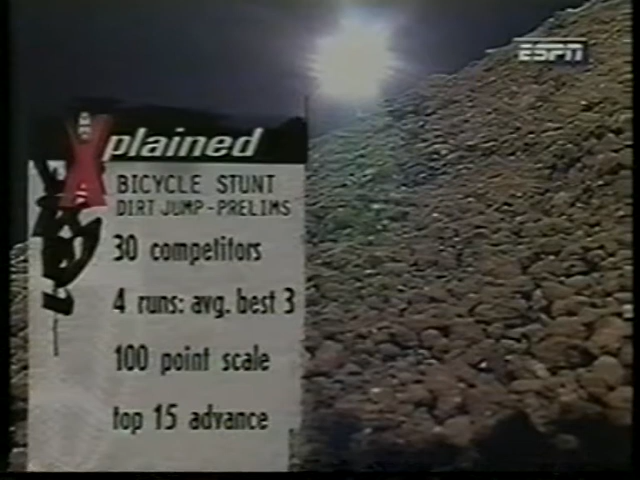 ESPN
Xplained
BICYCLE STUNT
DIRT JUMP-PRELIMS
30 competitors
4 runs: avg. best 3
100 point scale
top 15 advance